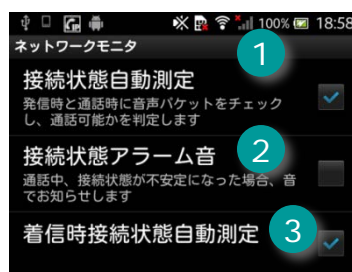 100% 18:58
ネットワークモニタ
1
接続状態自動測定
発信時と通話時に音声パケットをチェック
し、通話可能かを判定します
2
接続状態アラーム音
通話中、接続状態が不安定になった場合、音
でお知らせします
着信時接続状態自動測定
3